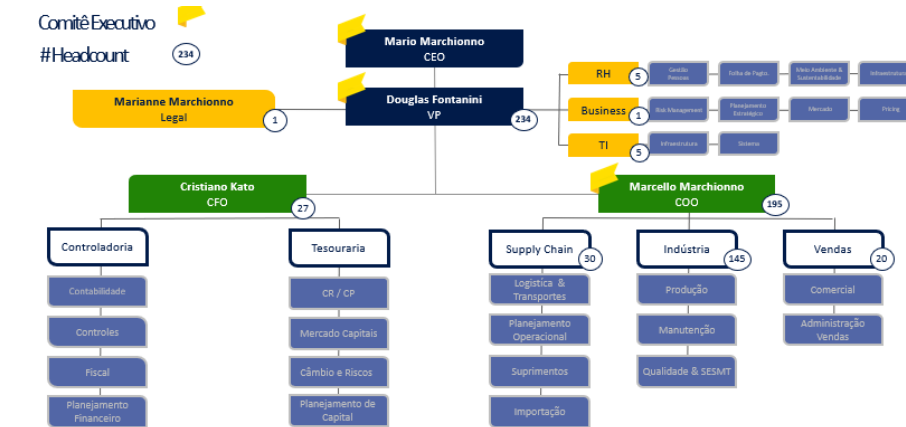 Comitê Executivo
#Headcount
234
Mario Marchionno
CEO
Marianne Marchionno
Legal
1
Douglas Fontanini
VP
234
RH
5
Gestão
Pessoas
Folha de Pagto.
Meio Ambiente &
Sustentabilidade
Infraestrutura
Business
1
Risk Management
Planejamento
Estratégico
Mercado
Pricing
TI
5
Infraestrutura
Sistema
Cristiano Kato
CFO
27
Marcello Marchionno
COO
195
Controladoria
Tesouraria
Supply Chain
30
Indústria
145
Vendas
20
Contabilidade
CR / CP
Logistica &
Transportes
Produção
Comercial
Controles
Mercado Capitais
Planejamento
Operacional
Manutenção
Administração
Vendas
Fiscal
Câmbio e Riscos
Suprimentos
Qualidade & SESMT
Planejamento
Financeiro
Planejamento de
Capital
Importação